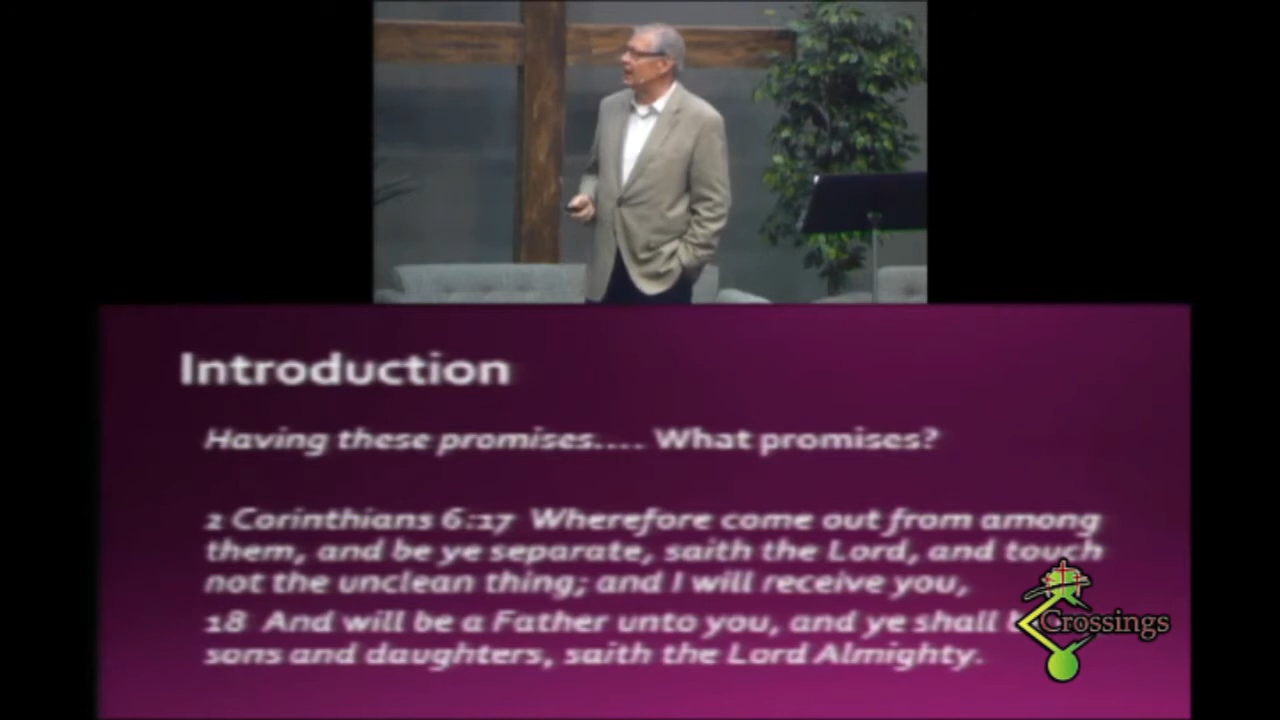 Introduction
Having these promises.... What promises?
2 Corinthians 6:17 Wherefore come out from among
them, and be ye separate, saith the Lord, and touch
not the unclean thing; and I will receive you,
18 And will be a Father unto you, and ye shall
sons and daughters, saith the Lord Almighty.
Crossings